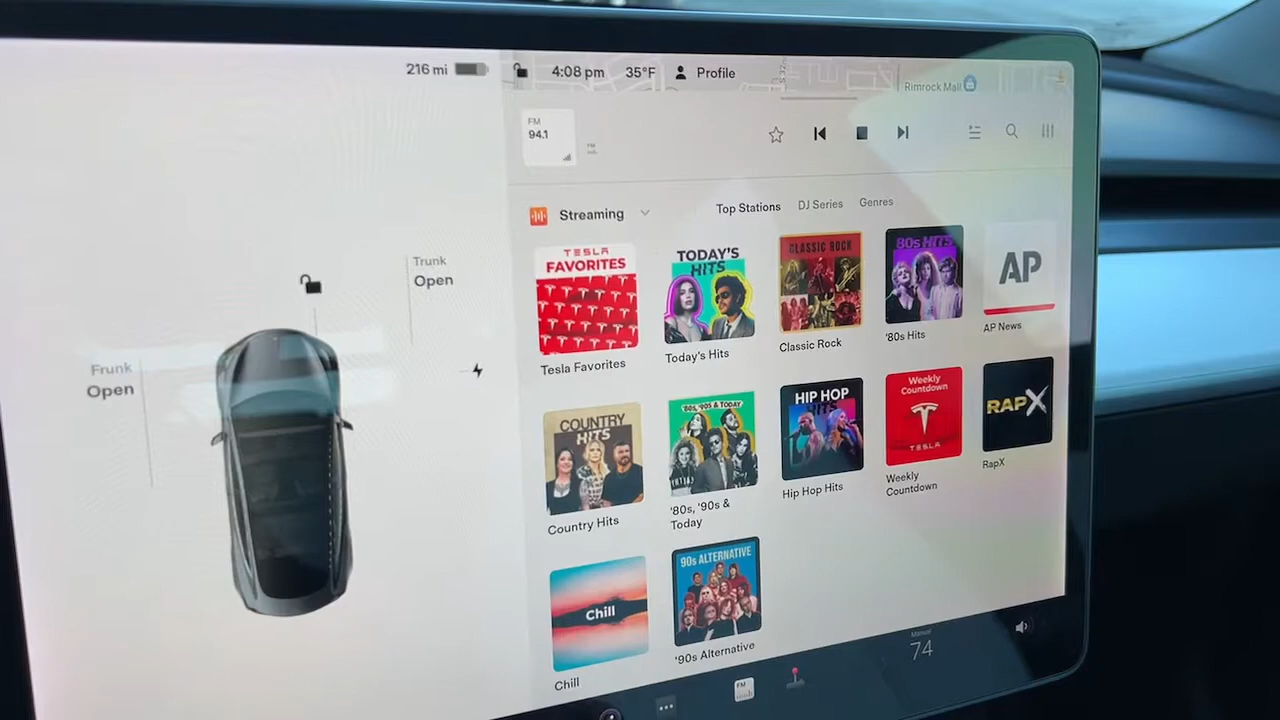 216 mi
4:08 pm
35°F
Profile
Rimrock Mall
FM
94.1
FM
Streaming
Top Stations
DJ Series
Genres
Trunk
Open
Frunk
Open
TESLA
FAVORITES
Tesla Favorites
TODAY'S
HITS
Today's Hits
CLASSIC ROCK
Classic Rock
80s HITS
'80s Hits
AP
AP News
COUNTRY
HITS
Country Hits
'80s, '90s & TODAY
'80s, '90s &
Today
HIP HOP
HITS
Hip Hop Hits
Weekly
Countdown
TESLA
Weekly
Countdown
RAPX
RapX
Chill
Chill
90s ALTERNATIVE
'90s Alternative
FM
Manual
74